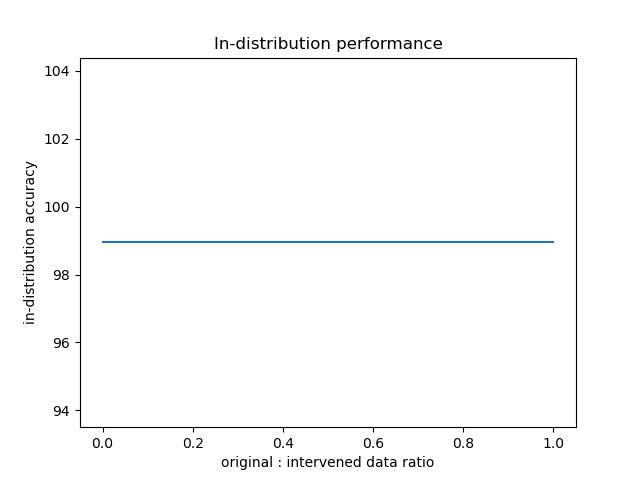 In-distribution performance
104
102
100
98
96
94
in-distribution accuracy
0.0 0.2 0.4 0.6 0.8 1.0
original : intervened data ratio